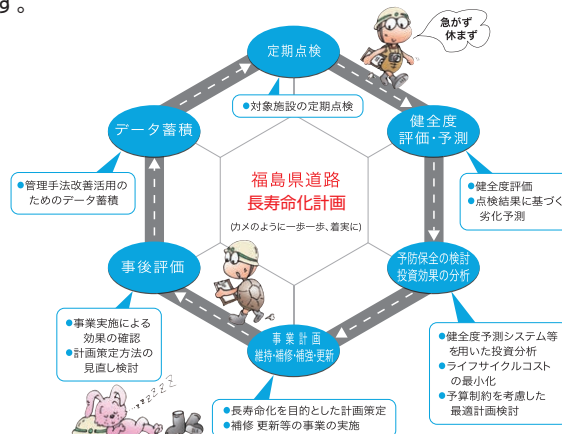 す。
急がず
休まず
定期点検
●対象施設の定期点検
健全度
評価・予測
●健全度評価
●点検結果に基づく
劣化予測
データ蓄積
●管理手法改善活用の
ためのデータ蓄積
福島県道路
長寿命化計画
(カメのように一歩一歩、着実に)
予防保全の検討
投資効果の分析
●健全度予測システム等
を用いた投資分析
●ライフサイクルコスト
の最小化
●予算制約を考慮した
最適計画検討
事後評価
●事業実施による
効果の確認
●計画策定方法の
見直し検討
事業計画
維持・補修・補強・更新
●長寿命化を目的とした計画策定
●補修 更新等の事業の実施
zzzzZZZ